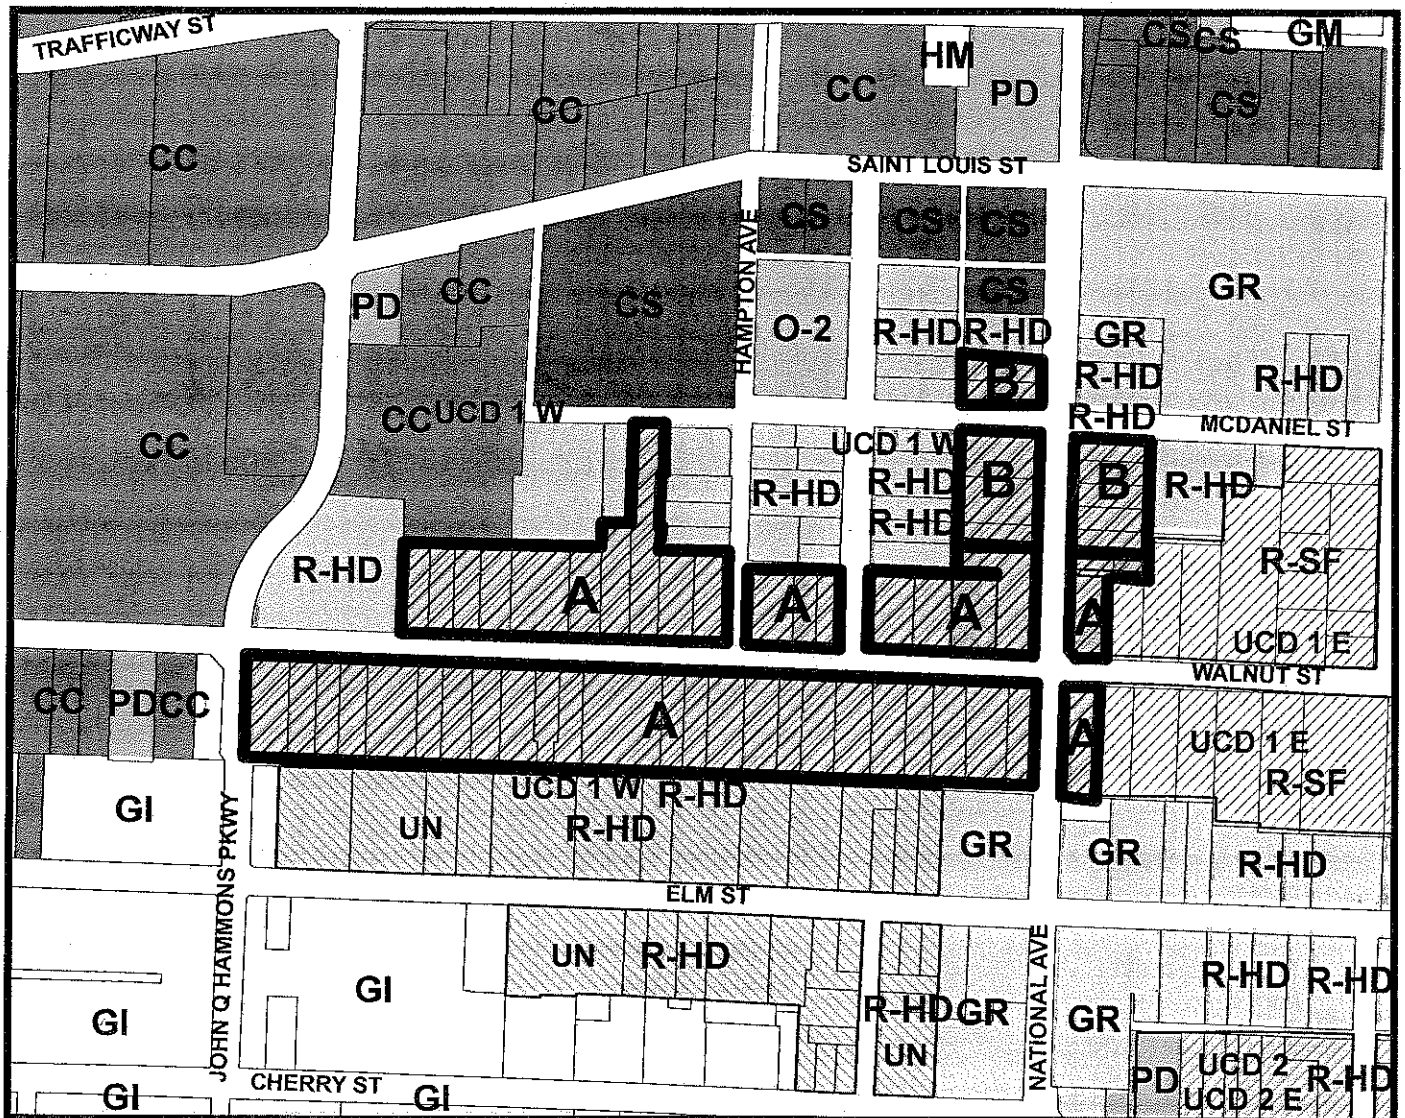 TRAFFICWAY ST
CS
CS
GM
HM
CC
CC
PD
CS
CC
SAINT LOUIS ST
CS
CS
CS
HAMPTON AVE
PD
CC
CS
CS
GR
O-2
R-HD
R-HD
GR
B
R-HD
R-HD
CC
UCD 1 W
R-HD
MCDANIEL ST
CC
UCD 1 W
R-HD
R-HD
B
B
R-HD
R-HD
R-HD
R-SF
A
A
A
A
UCD 1 E
WALNUT ST
CC
PD
CC
A
A
UCD 1 E
R-SF
UCD 1 W
R-HD
GI
UN
R-HD
GR
GR
R-HD
JOHN Q HAMMONS PKWY
ELM ST
NATIONAL AVE
UN
R-HD
R-HD
R-HD
GI
GI
R-HD
GR
GR
UN
CHERRY ST
PD
UCD 2
R-HD
UCD 2 E
GI
GI